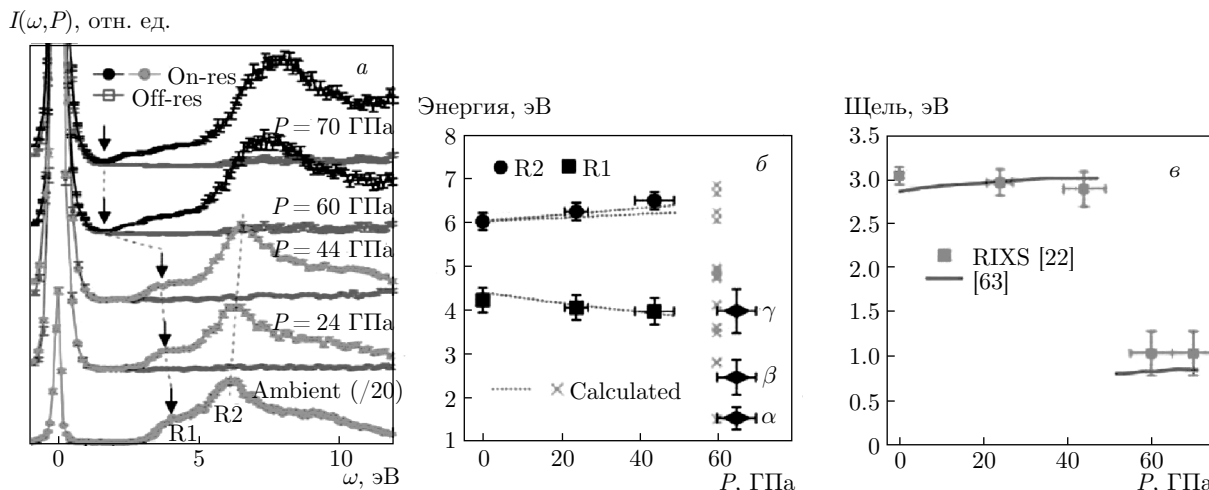 I(ω,P), отн. ед.
а
On-res
Off-res
P = 70 ГПа
P = 60 ГПа
P = 44 ГПа
P = 24 ГПа
Ambient (/20)
R1
R2
0
5
10
ω, эВ
Энергия, эВ
б
R2
R1
8
7
6
5
4
3
2
1
γ
β
α
Calculated
0
20
40
60
P, ГПа
Щель, эВ
в
3.5
3.0
2.5
2.0
1.5
1.0
0.5
0
RIXS [22]
[63]
0
20
40
60
P, ГПа